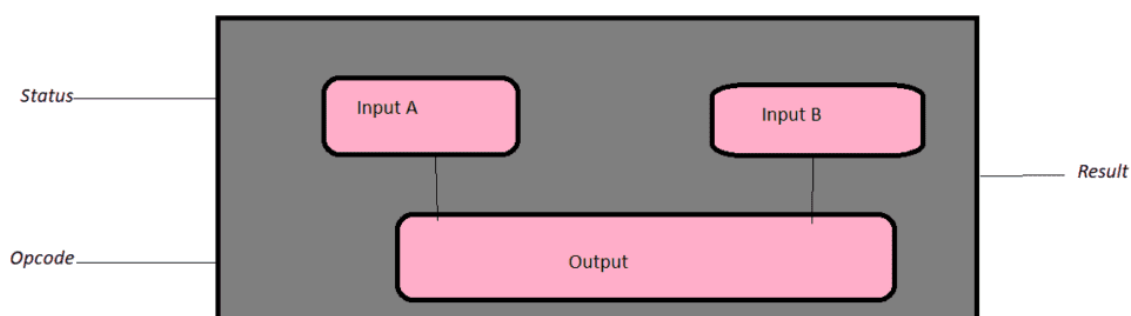 Status
Input A
Input B
Result
Opcode
Output